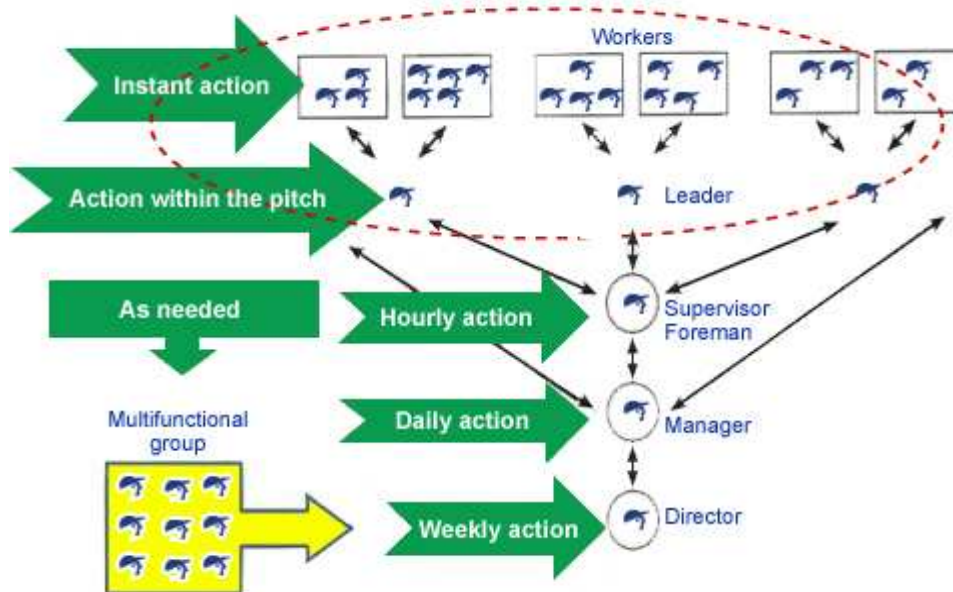 Workers
Instant action
Action within the pitch
Leader
As needed
Hourly action
Supervisor
Foreman
Multifunctional
group
Daily action
Manager
Weekly action
Director